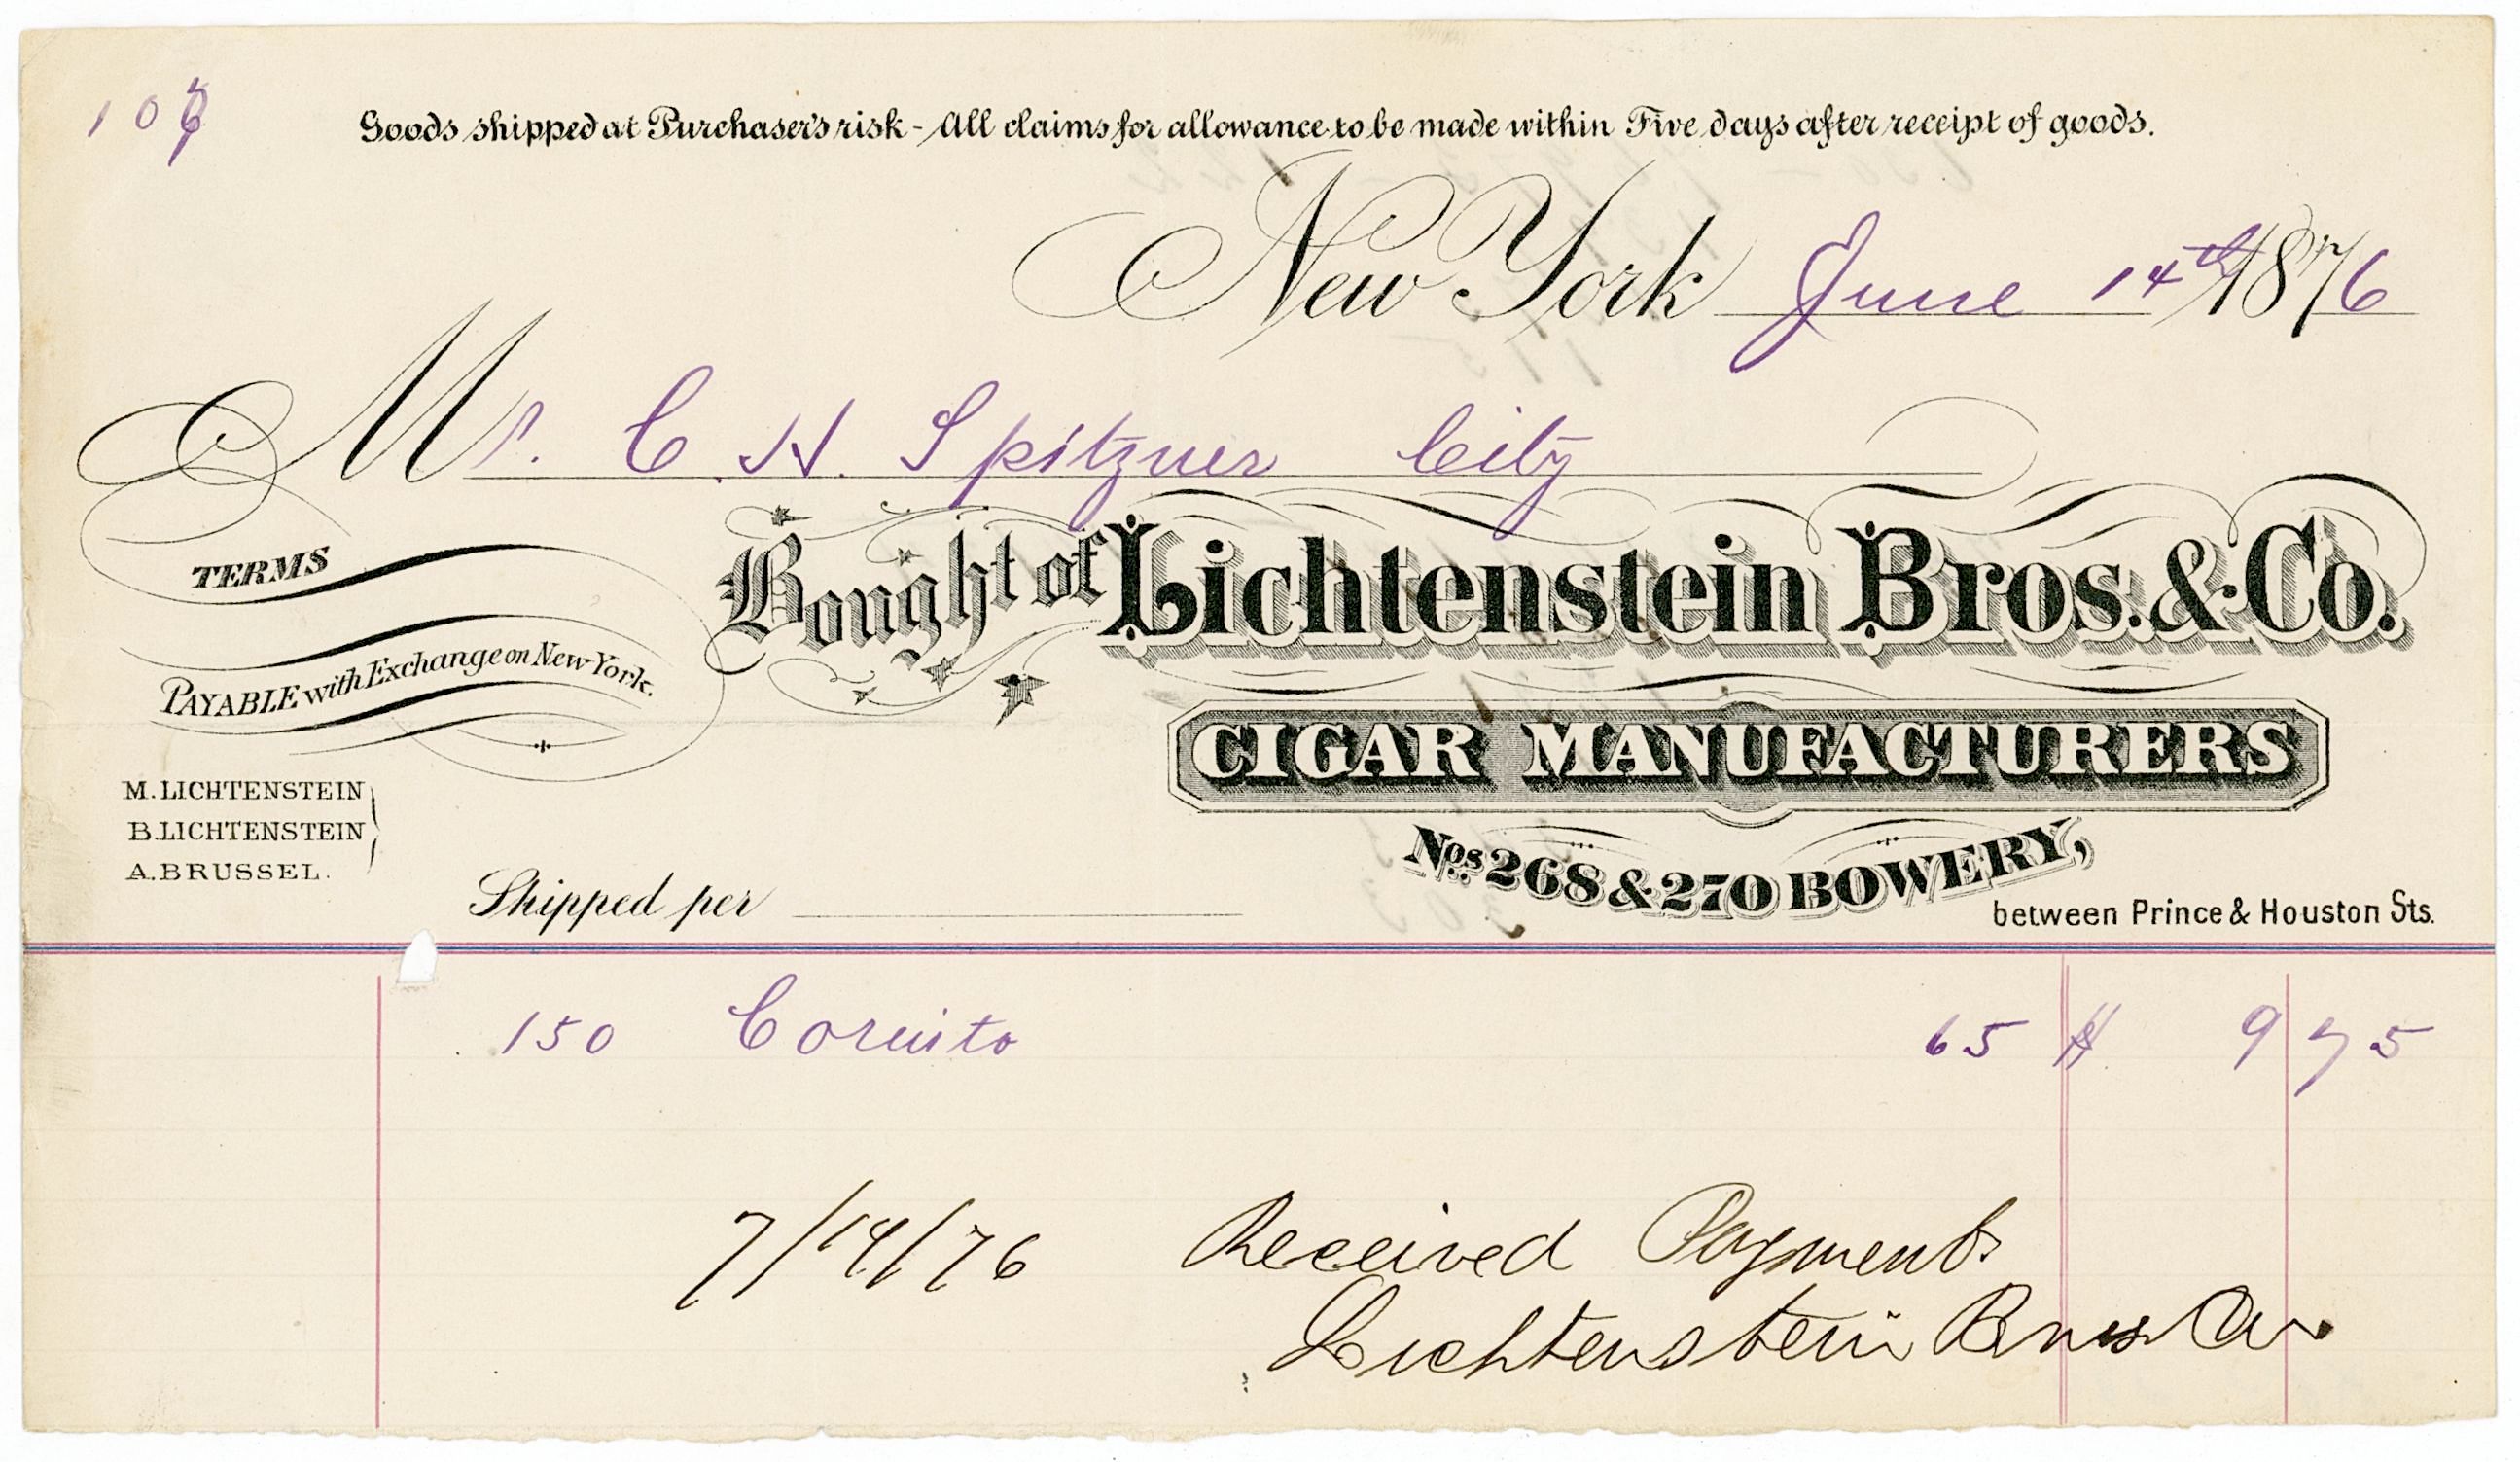 Goods shipped at Purchaser's risk - All claims for allowance to be made within Five days after receipt of goods.
New York June 14th 1876
Mr. C. H. Spitzner City
TERMS
PAYABLE with Exchange on New York.
Bought of Lichtenstein Bros. & Co.
CIGAR MANUFACTURERS
Nos 268 & 270 BOWERY,
between Prince & Houston Sts.
M. LICHTENSTEIN
B. LICHTENSTEIN
A. BRUSSEL.
Shipped per
150 65 $ 9 75
7/14/76 Received Payment
Lichtenstein Bros & Co